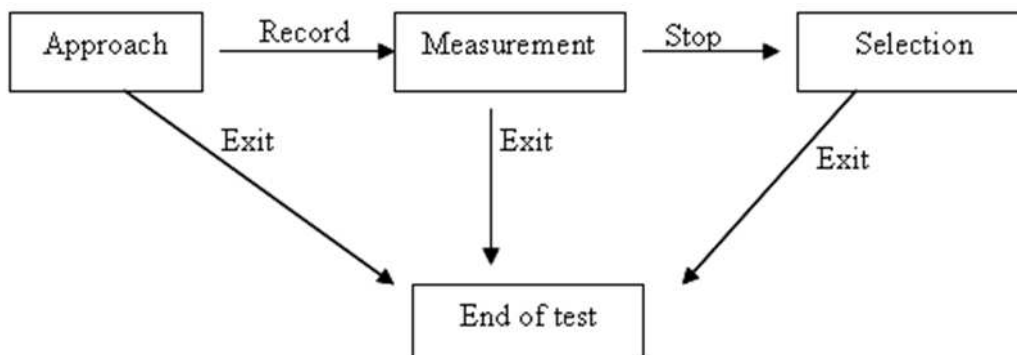 Approach
Record
Measurement
Stop
Selection
Exit
Exit
Exit
End of test